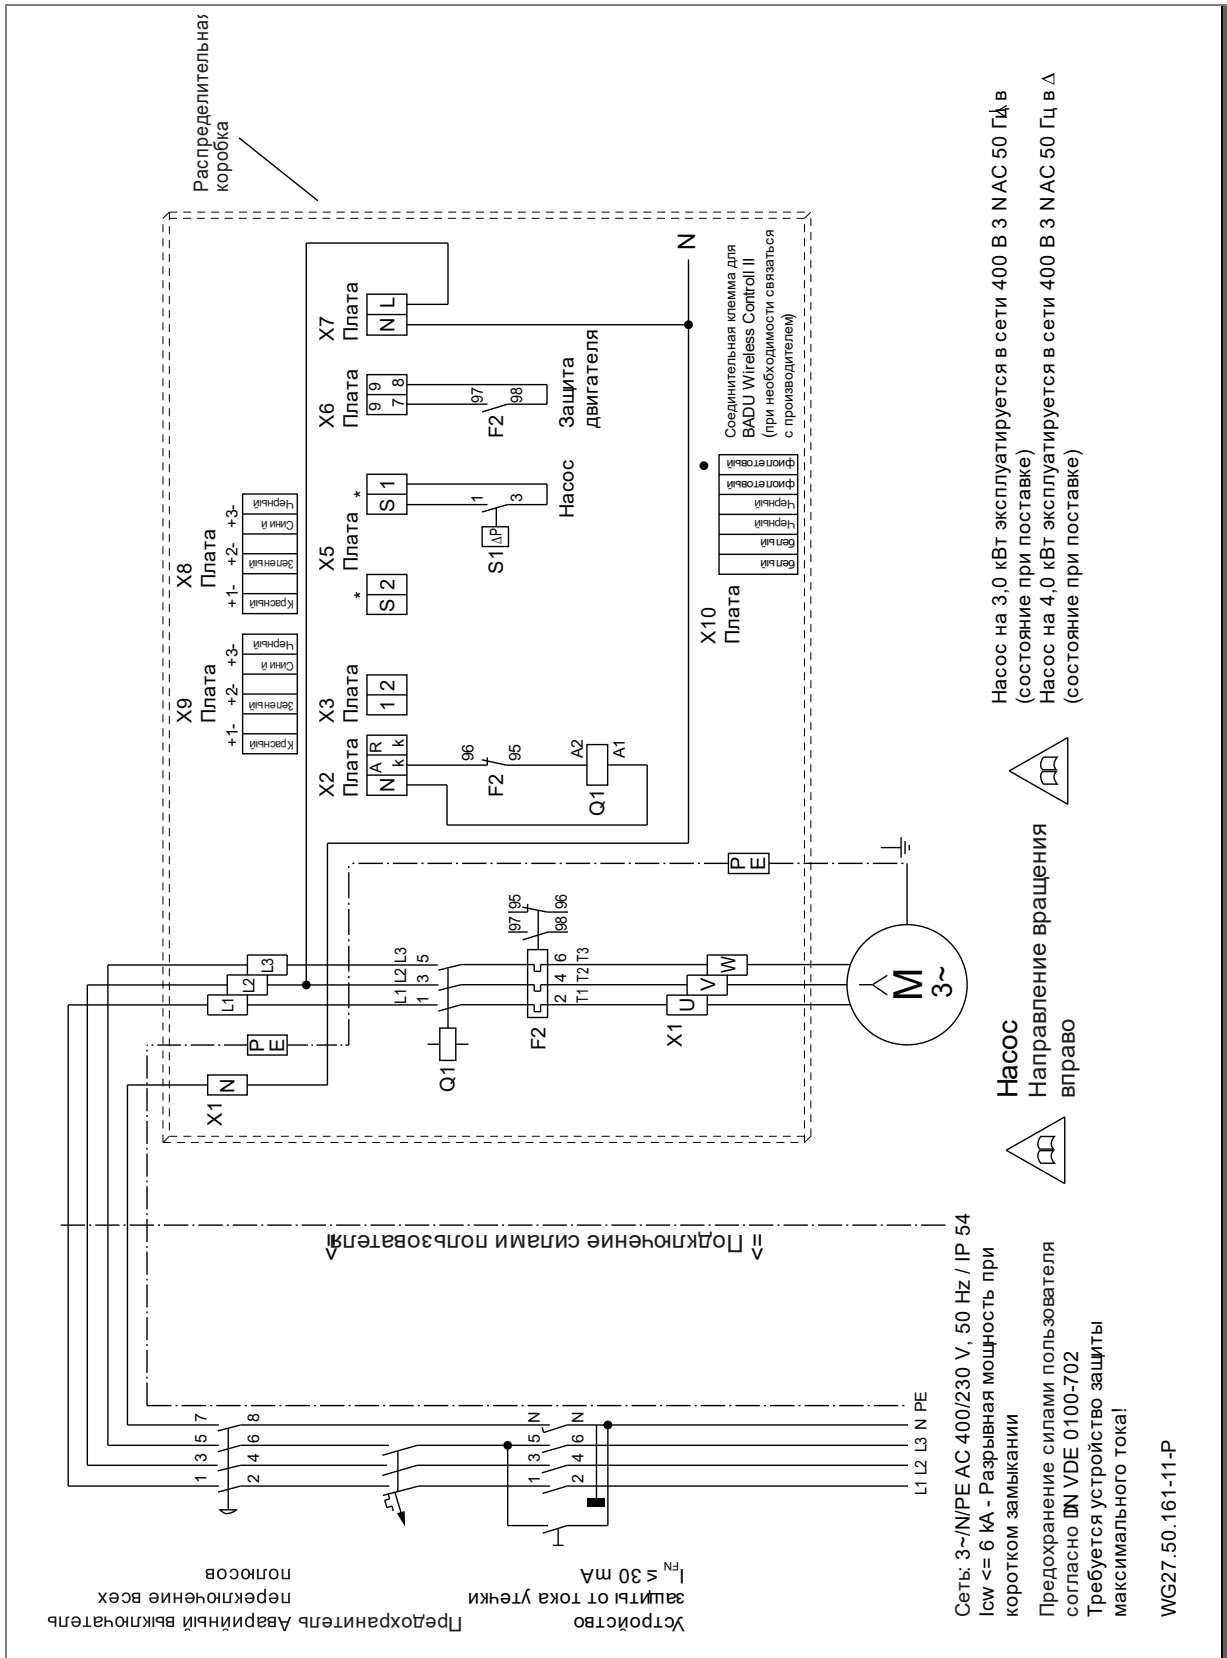 Распределительная
коробка
X9
Плата
+1- +2- +3-
Красный
Зеленый
Синий
Черный
X8
Плата
+1- +2- +3-
Красный
Зеленый
Синий
Черный
X2
Плата
N A R
k k
X3
Плата
1 2
X5
Плата
* *
S 2
S 1
X6
Плата
9 9
7 8
X7
Плата
N L
96
F2
95
A2
Q1
A1
1
S1 ΔP
3
Насос
97
F2
98
Защита
двигателя
N
X10
Плата
белый
белый
Черный
Черный
фиолетовый
фиолетовый
Соединительная клемма для
BADU Wireless Controll II
(при необходимости связаться
с производителем)
X1
N
PE
L1
L2
L3
L1 L2 L3
1 3 5
Q1
97 95
98 96
F2
2 4 6
T1 T2 T3
X1
U
V
W
PE
M
3~
= Подключение силами пользователя =>
Аварийный выключатель
переключение всех
полюсов
1 3 5 7
2 4 6 8
Предохранитель
Устройство
защиты от тока утечки
I FN ≤ 30 mA
1 3 5 N
2 4 6 N
L1 L2 L3 N PE
Сеть: 3~/N/PE AC 400/230 V, 50 Hz / IP 54
Icw <= 6 kA - Разрывная мощность при
коротком замыкании
Предохранение силами пользователя
согласно DIN VDE 0100-702
Требуется устройство защиты
максимального тока!
WG27.50.161-11-P
Насос
Направление вращения
вправо
Насос на 3,0 кВт эксплуатируется в сети 400 В 3 N AC 50 Гц в
(состояние при поставке)
Насос на 4,0 кВт эксплуатируется в сети 400 В 3 N AC 50 Гц в Δ
(состояние при поставке)